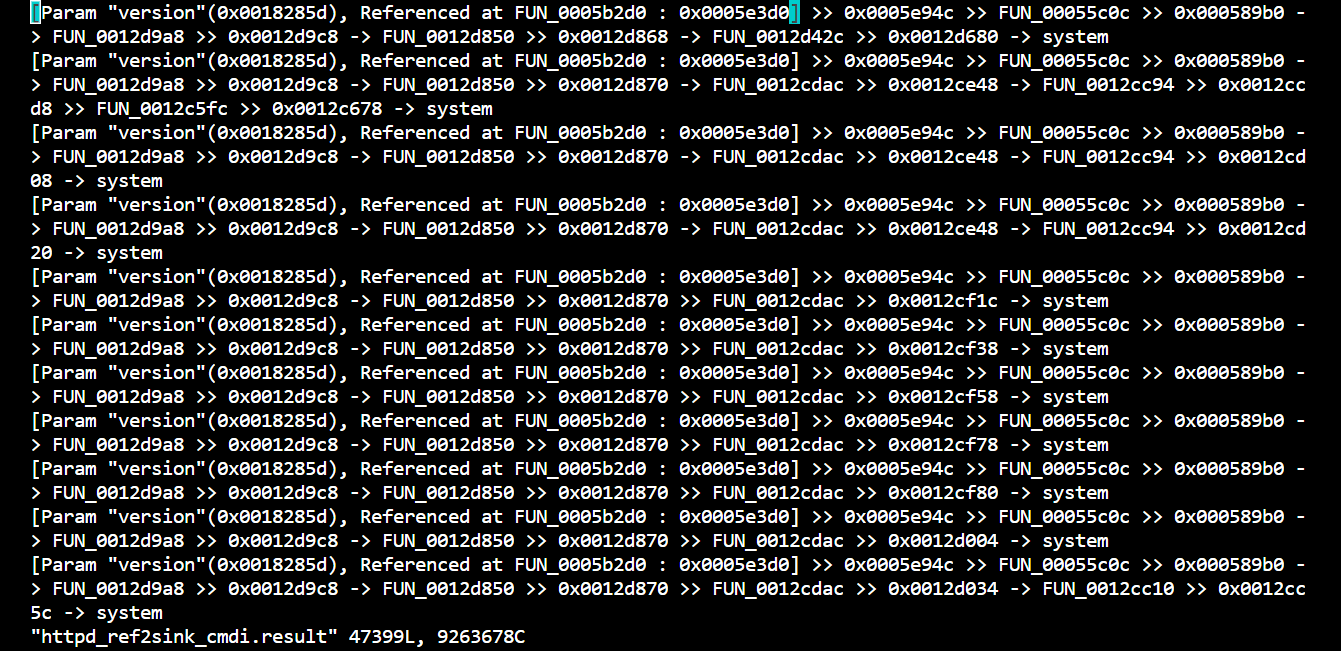 [Param "version"(0x0018285d), Referenced at FUN_0005b2d0 : 0x0005e3d0] >> 0x0005e94c >> FUN_00055c0c >> 0x000589b0 -
> FUN_0012d9a8 >> 0x0012d9c8 -> FUN_0012d850 >> 0x0012d868 -> FUN_0012d42c >> 0x0012d680 -> system
[Param "version"(0x0018285d), Referenced at FUN_0005b2d0 : 0x0005e3d0] >> 0x0005e94c >> FUN_00055c0c >> 0x000589b0 -
> FUN_0012d9a8 >> 0x0012d9c8 -> FUN_0012d850 >> 0x0012d870 -> FUN_0012cdac >> 0x0012ce48 -> FUN_0012cc94 >> 0x0012cc
d8 >> FUN_0012c5fc >> 0x0012c678 -> system
[Param "version"(0x0018285d), Referenced at FUN_0005b2d0 : 0x0005e3d0] >> 0x0005e94c >> FUN_00055c0c >> 0x000589b0 -
> FUN_0012d9a8 >> 0x0012d9c8 -> FUN_0012d850 >> 0x0012d870 -> FUN_0012cdac >> 0x0012ce48 -> FUN_0012cc94 >> 0x0012cd
08 -> system
[Param "version"(0x0018285d), Referenced at FUN_0005b2d0 : 0x0005e3d0] >> 0x0005e94c >> FUN_00055c0c >> 0x000589b0 -
> FUN_0012d9a8 >> 0x0012d9c8 -> FUN_0012d850 >> 0x0012d870 -> FUN_0012cdac >> 0x0012ce48 -> FUN_0012cc94 >> 0x0012cd
20 -> system
[Param "version"(0x0018285d), Referenced at FUN_0005b2d0 : 0x0005e3d0] >> 0x0005e94c >> FUN_00055c0c >> 0x000589b0 -
> FUN_0012d9a8 >> 0x0012d9c8 -> FUN_0012d850 >> 0x0012d870 >> FUN_0012cdac >> 0x0012cf1c -> system
[Param "version"(0x0018285d), Referenced at FUN_0005b2d0 : 0x0005e3d0] >> 0x0005e94c >> FUN_00055c0c >> 0x000589b0 -
> FUN_0012d9a8 >> 0x0012d9c8 -> FUN_0012d850 >> 0x0012d870 >> FUN_0012cdac >> 0x0012cf38 -> system
[Param "version"(0x0018285d), Referenced at FUN_0005b2d0 : 0x0005e3d0] >> 0x0005e94c >> FUN_00055c0c >> 0x000589b0 -
> FUN_0012d9a8 >> 0x0012d9c8 -> FUN_0012d850 >> 0x0012d870 >> FUN_0012cdac >> 0x0012cf58 -> system
[Param "version"(0x0018285d), Referenced at FUN_0005b2d0 : 0x0005e3d0] >> 0x0005e94c >> FUN_00055c0c >> 0x000589b0 -
> FUN_0012d9a8 >> 0x0012d9c8 -> FUN_0012d850 >> 0x0012d870 >> FUN_0012cdac >> 0x0012cf78 -> system
[Param "version"(0x0018285d), Referenced at FUN_0005b2d0 : 0x0005e3d0] >> 0x0005e94c >> FUN_00055c0c >> 0x000589b0 -
> FUN_0012d9a8 >> 0x0012d9c8 -> FUN_0012d850 >> 0x0012d870 >> FUN_0012cdac >> 0x0012cf80 -> system
[Param "version"(0x0018285d), Referenced at FUN_0005b2d0 : 0x0005e3d0] >> 0x0005e94c >> FUN_00055c0c >> 0x000589b0 -
> FUN_0012d9a8 >> 0x0012d9c8 -> FUN_0012d850 >> 0x0012d870 >> FUN_0012cdac >> 0x0012d004 -> system
[Param "version"(0x0018285d), Referenced at FUN_0005b2d0 : 0x0005e3d0] >> 0x0005e94c >> FUN_00055c0c >> 0x000589b0 -
> FUN_0012d9a8 >> 0x0012d9c8 -> FUN_0012d850 >> 0x0012d870 >> FUN_0012cdac >> 0x0012d034 -> FUN_0012cc10 >> 0x0012cc
5c -> system
"httpd_ref2sink_cmdi.result" 47399L, 9263678C